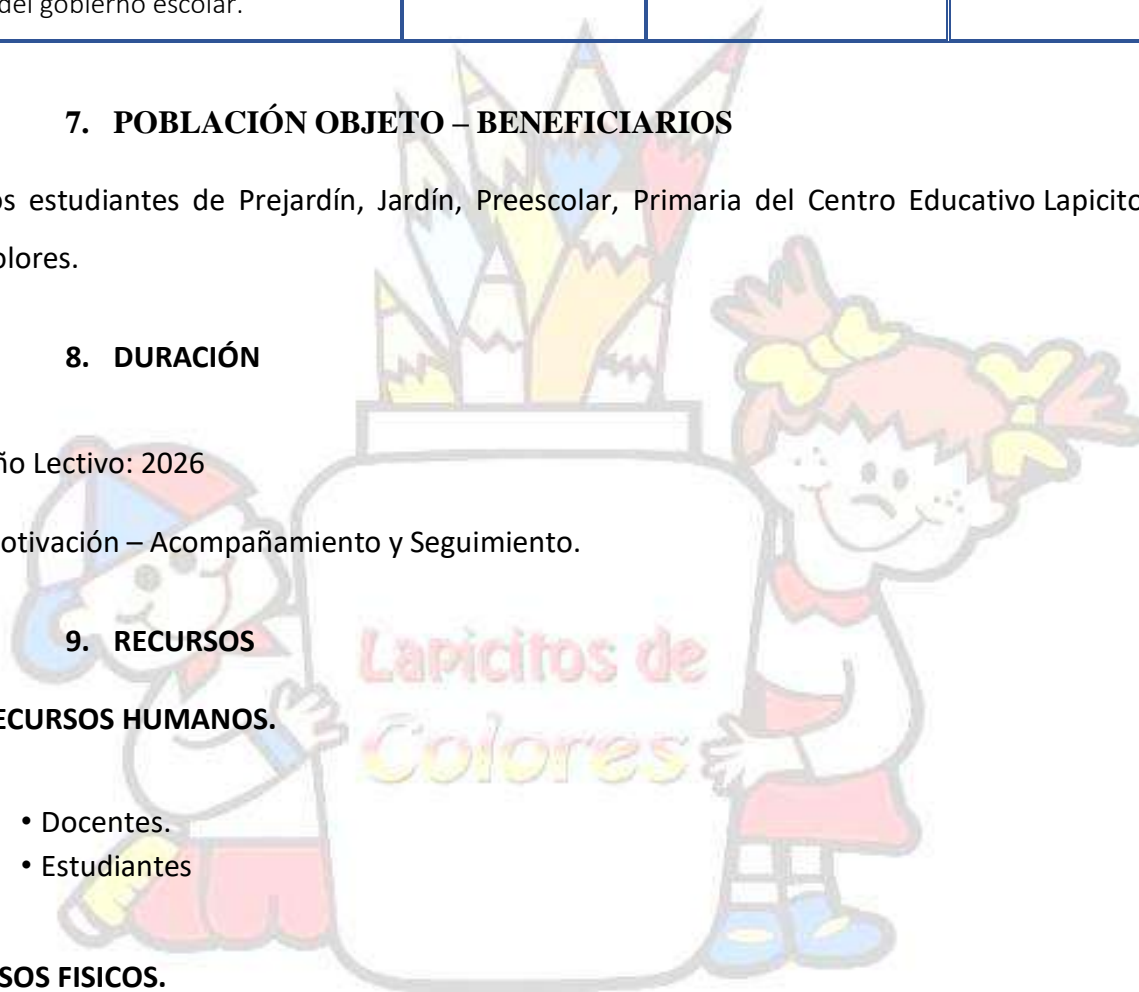 del gobierno escolar.
7. POBLACIÓN OBJETO – BENEFICIARIOS
os estudiantes de Prejardín, Jardín, Preescolar, Primaria del Centro Educativo Lapicito
olores.
8. DURACIÓN
ño Lectivo: 2026
otivación – Acompañamiento y Seguimiento.
9. RECURSOS
Lapicitos de
ECURSOS HUMANOS.
Colores
• Docentes.
• Estudiantes
SOS FISICOS.